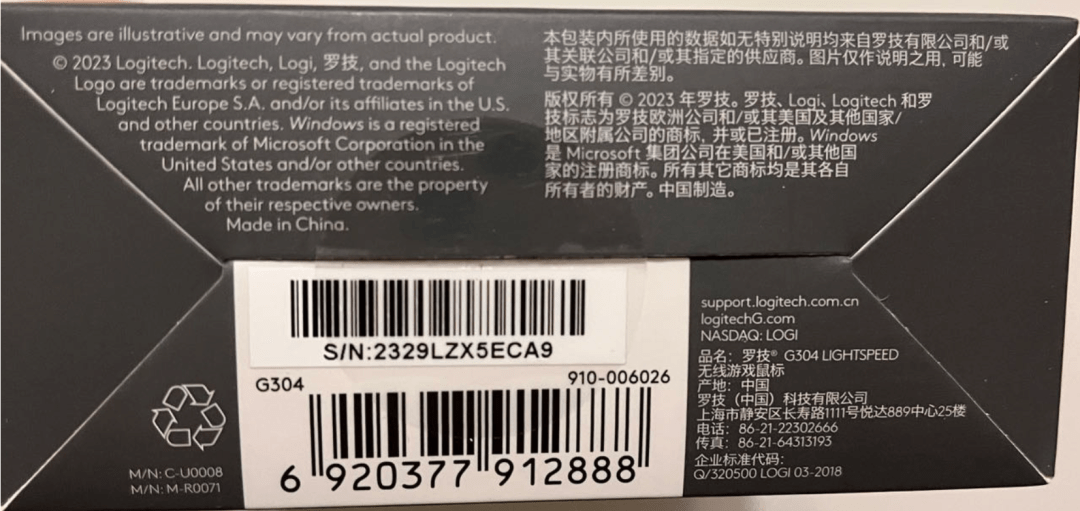 Images are illustrative and may vary from actual product.
© 2023 Logitech. Logitech, Logi, 罗技, and the Logitech
Logo are trademarks or registered trademarks of
Logitech Europe S.A. and/or its affiliates in the U.S.
and other countries. Windows is a registered
trademark of Microsoft Corporation in the
United States and/or other countries.
All other trademarks are the property
of their respective owners.
Made in China.
本包装内所使用的数据如无特别说明均来自罗技有限公司和/或
其关联公司和/或其指定的供应商。图片仅作说明之用, 可能
与实物有所差别。
版权所有 © 2023 年罗技。罗技、Logi、Logitech 和罗
技标志为罗技欧洲公司和/或其美国及其他国家/
地区附属公司的商标, 并或已注册。Windows
是 Microsoft 集团公司在美国和/或其他国
家的注册商标。所有其它商标均是其各自
所有者的财产。中国制造。
S/N:2329LZX5ECA9
G304
910-006026
6 920377 912888
M/N: C-U0008
M/N: M-R0071
support.logitech.com.cn
logitechG.com
NASDAQ: LOGI
品名: 罗技® G304 LIGHTSPEED
无线游戏鼠标
产地: 中国
罗技(中国)科技有限公司
上海市静安区长寿路1111号悦达889中心25楼
电话: 86-21-22302666
传真: 86-21-64313193
企业标准代码:
Q/320500 LOGI 03-2018